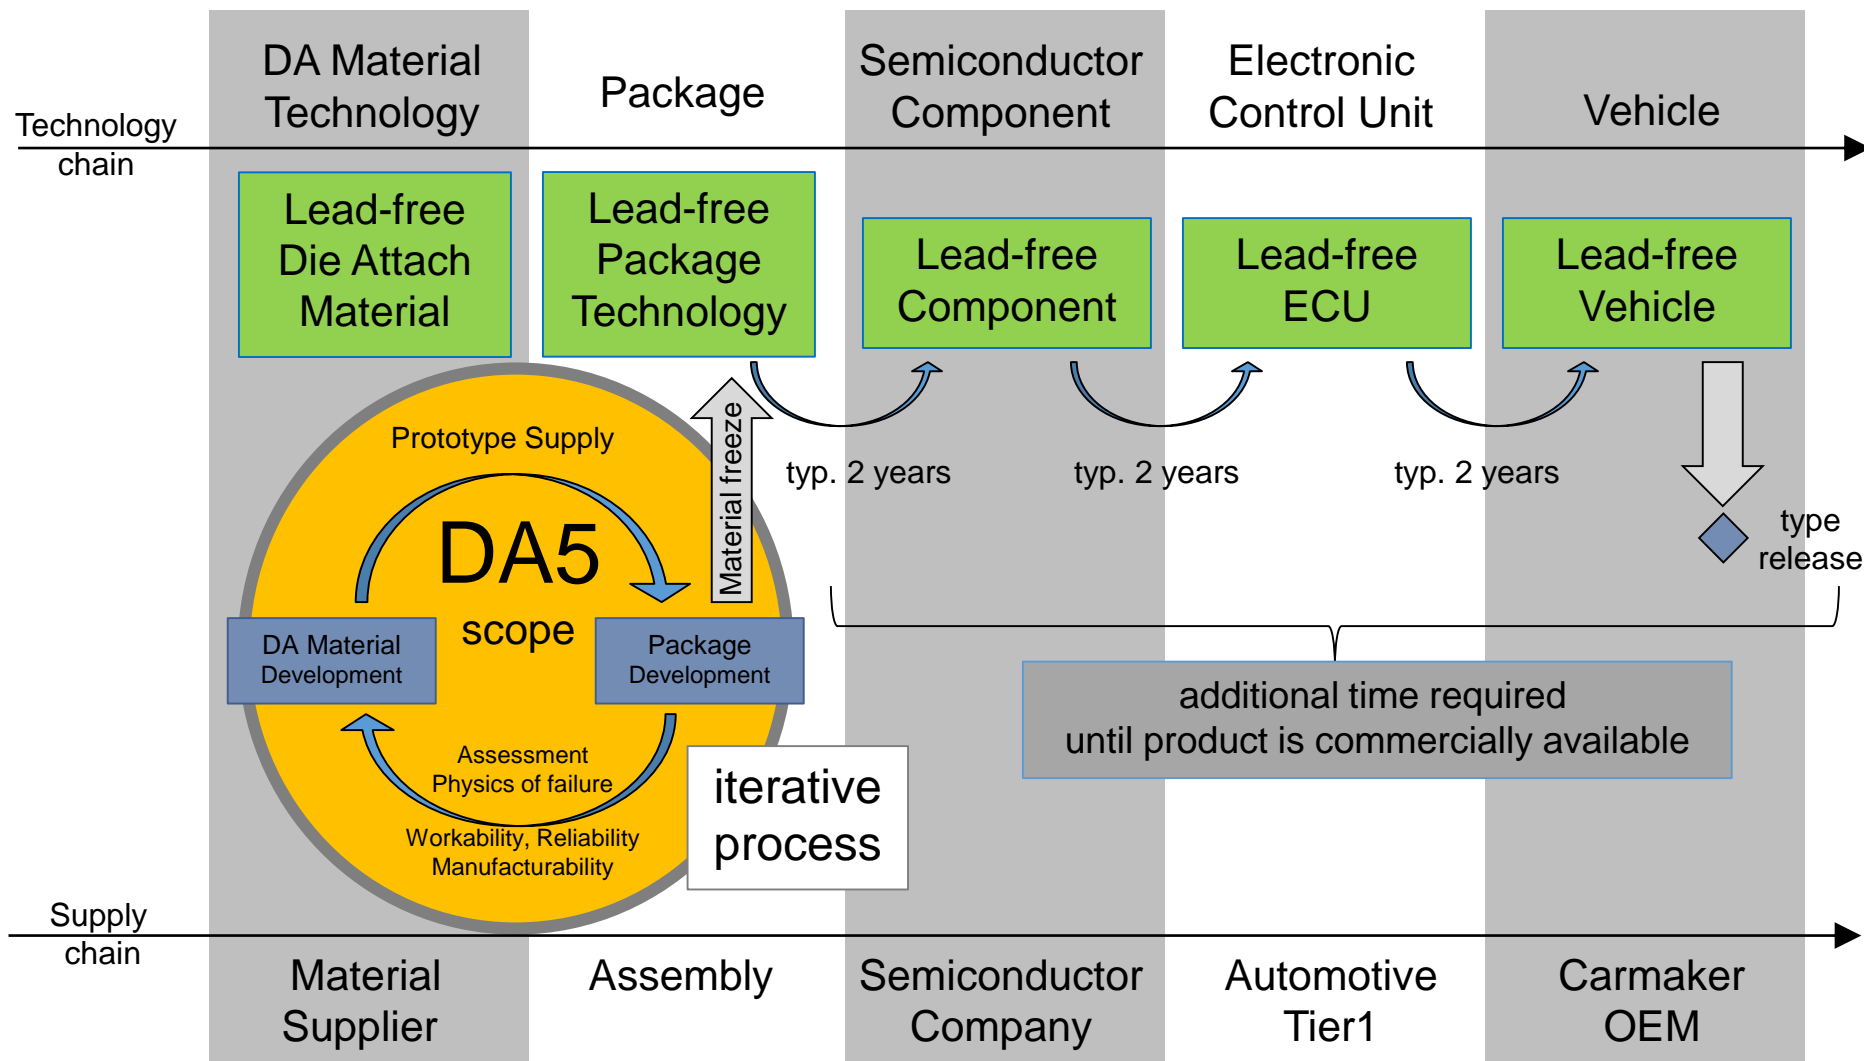 DA Material
Technology
Package
Semiconductor
Component
Electronic
Control Unit
Vehicle
Technology
chain
Lead-free
Die Attach
Material
Lead-free
Package
Technology
Lead-free
Component
Lead-free
ECU
Lead-free
Vehicle
Prototype Supply
Material freeze
typ. 2 years
typ. 2 years
typ. 2 years
DA5
scope
type
release
DA Material
Development
Package
Development
additional time required
until product is commercially available
Assessment
Physics of failure
Workability, Reliability
Manufacturability
iterative
process
Supply
chain
Material
Supplier
Assembly
Semiconductor
Company
Automotive
Tier1
Carmaker
OEM